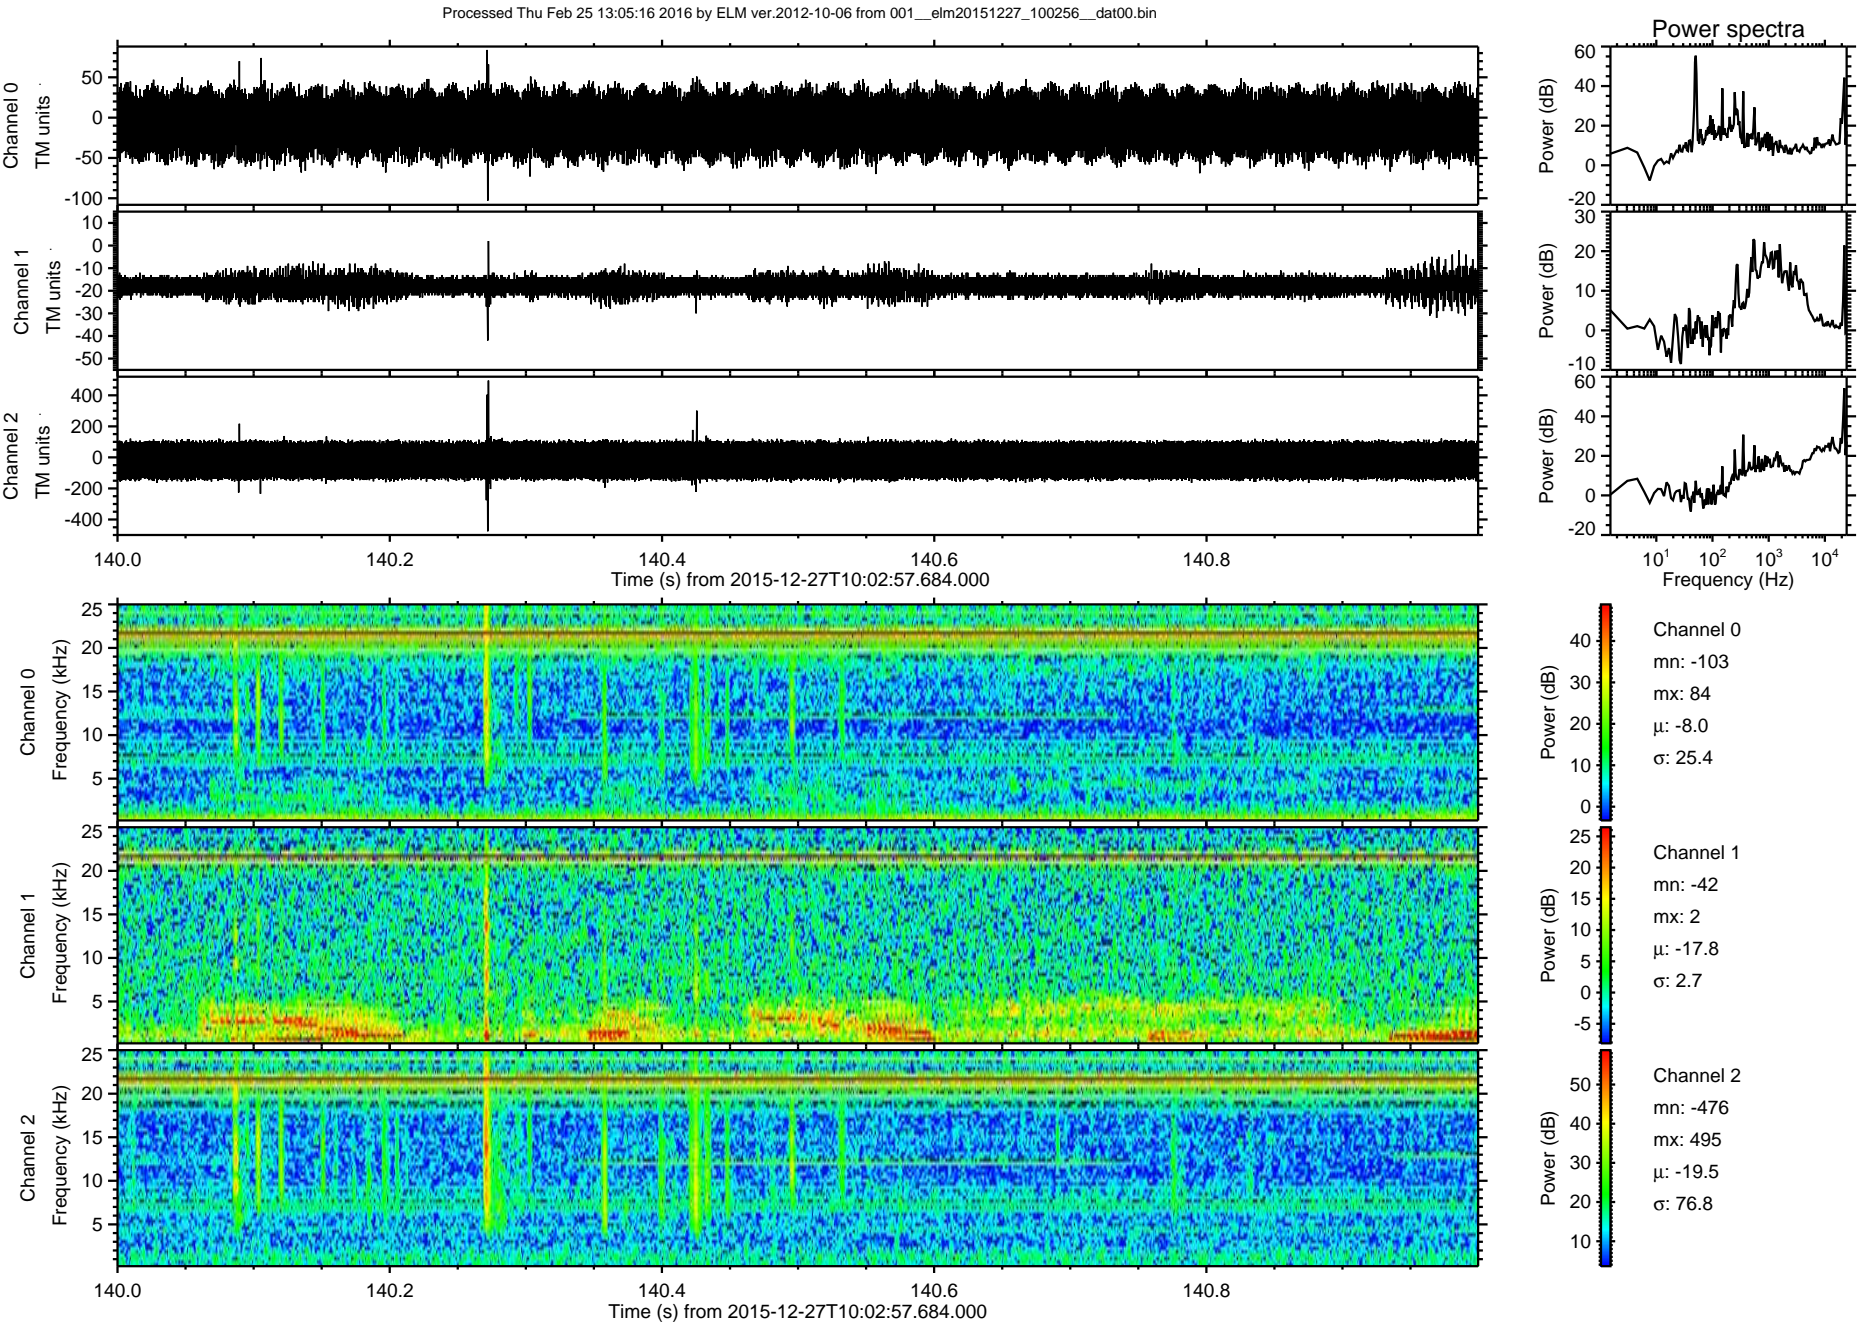 Processed Thu Feb 25 13:05:16 2016 by ELM ver.2012-10-06 from 001__elm20151227_100256__dat00.bin
Power spectra
Channel 0
TM units
50
0
-50
-100
Power (dB)
60
40
20
0
-20
Channel 1
TM units
10
0
-10
-20
-30
-40
-50
Power (dB)
30
20
10
0
-10
Channel 2
TM units
400
200
0
-200
-400
Power (dB)
60
40
20
0
-20
140.0 140.2 140.4 140.6 140.8
Time (s) from 2015-12-27T10:02:57.684.000
10^1 10^2 10^3 10^4
Frequency (Hz)
Channel 0
Frequency (kHz)
25
20
15
10
5
Power (dB)
40
30
20
10
0
Channel 0
mn: -103
mx: 84
μ: -8.0
σ: 25.4
Channel 1
Frequency (kHz)
25
20
15
10
5
Power (dB)
25
20
15
10
5
0
-5
Channel 1
mn: -42
mx: 2
μ: -17.8
σ: 2.7
Channel 2
Frequency (kHz)
25
20
15
10
5
Power (dB)
50
40
30
20
10
Channel 2
mn: -476
mx: 495
μ: -19.5
σ: 76.8
140.0 140.2 140.4 140.6 140.8
Time (s) from 2015-12-27T10:02:57.684.000